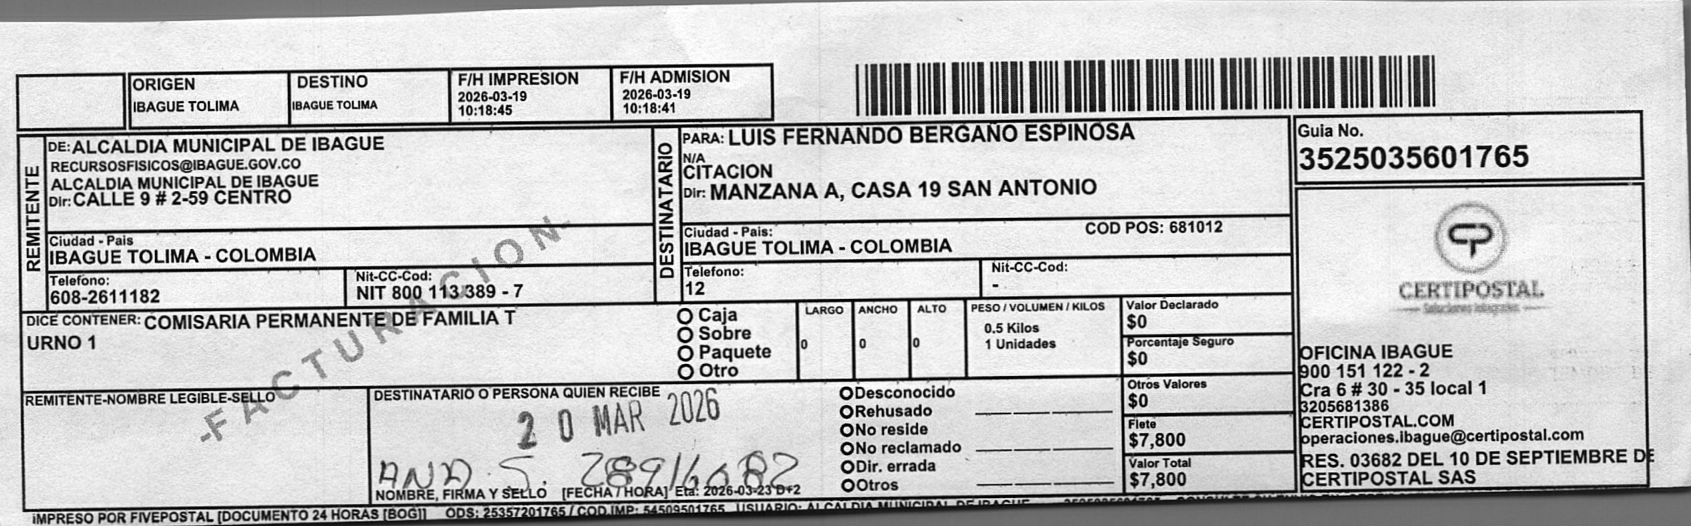 ORIGEN
IBAGUE TOLIMA
DESTINO
IBAGUE TOLIMA
F/H IMPRESION
2026-03-19
10:18:45
F/H ADMISION
2026-03-19
10:18:41
REMITENTE
DE: ALCALDIA MUNICIPAL DE IBAGUE
RECURSOSFISICOS@IBAGUE.GOV.CO
ALCALDIA MUNICIPAL DE IBAGUE
Dir: CALLE 9 # 2-59 CENTRO
Ciudad - Pais
IBAGUE TOLIMA - COLOMBIA
Telefono:
608-2611182
Nit-CC-Cod:
NIT 800 113 389 - 7
DESTINATARIO
PARA: LUIS FERNANDO BERGAÑO ESPINOSA
N/A
CITACION
Dir: MANZANA A, CASA 19 SAN ANTONIO
Ciudad - Pais:
COD POS: 681012
IBAGUE TOLIMA - COLOMBIA
Telefono:
12
Nit-CC-Cod:
-
Guia No.
3525035601765
CERTIPOSTAL
Soluciones Integrales
OFICINA IBAGUE
900 151 122 - 2
Cra 6 # 30 - 35 local 1
3205681386
CERTIPOSTAL.COM
operaciones.ibague@certipostal.com
RES. 03682 DEL 10 DE SEPTIEMBRE DE
CERTIPOSTAL SAS
DICE CONTENER: COMISARIA PERMANENTE DE FAMILIA T
URNO 1
-FACTURACION-
Caja
Sobre
Paquete
Otro
LARGO
0
ANCHO
0
ALTO
0
PESO / VOLUMEN / KILOS
0.5 Kilos
1 Unidades
Valor Declarado
$0
Porcentaje Seguro
$0
Otros Valores
$0
Flete
$7,800
Valor Total
$7,800
REMITENTE-NOMBRE LEGIBLE-SELLO
DESTINATARIO O PERSONA QUIEN RECIBE
20 MAR 2026
AND S. 28916682
NOMBRE, FIRMA Y SELLO [FECHA / HORA] Eta: 2026-03-23 D+2
Desconocido
Rehusado
No reside
No reclamado
Dir. errada
Otros
IMPRESO POR FIVEPOSTAL [DOCUMENTO 24 HORAS [BOG]] ODS: 25357201765 / COD.IMP: 54509501765 USUARIO: ALCALDIA MUNICIPAL DE IBAGUE